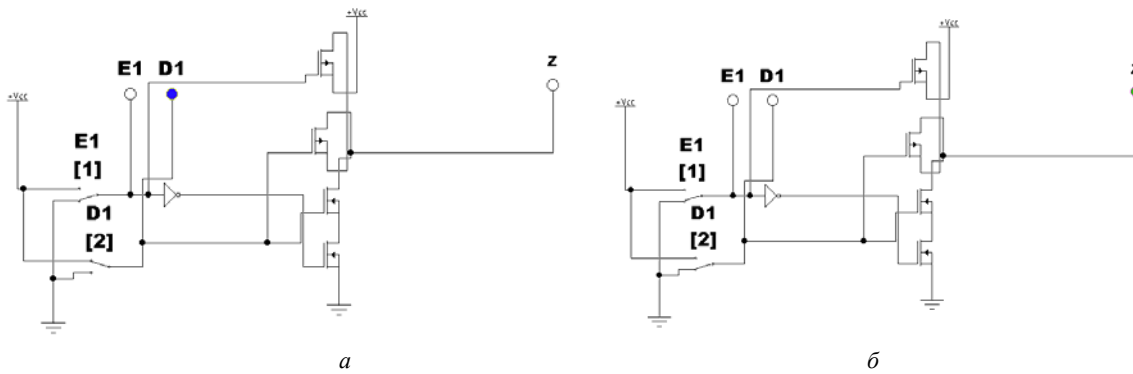 +Vcc
E1 D1
z
+Vcc
E1
[1]
D1
[2]
а
+Vcc
E1 D1
+Vcc
E1
[1]
D1
[2]
б